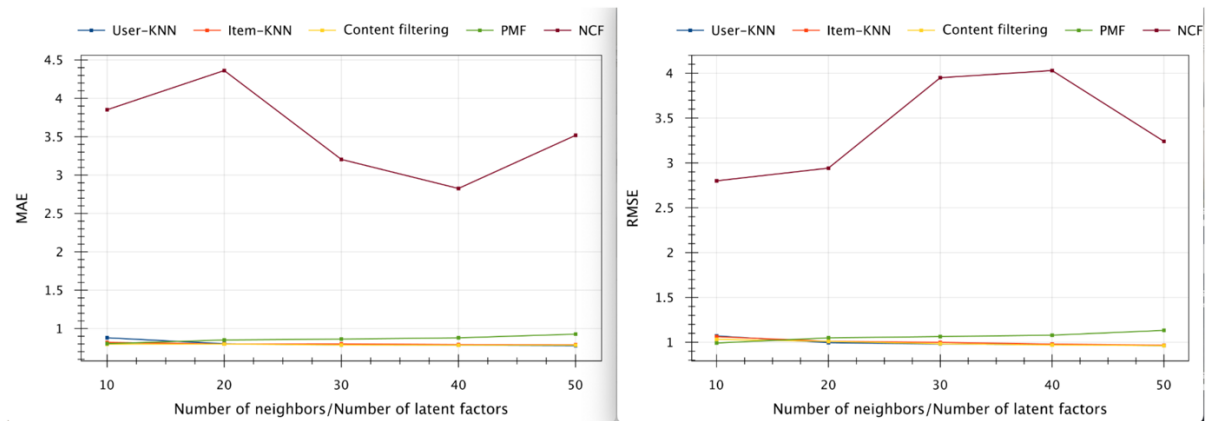 User-KNN Item-KNN Content filtering PMF NCF
4.5
4
3.5
3
2.5
2
1.5
1
MAE
10 20 30 40 50
Number of neighbors/Number of latent factors
User-KNN Item-KNN Content filtering PMF NCF
4
3.5
3
2.5
2
1.5
1
RMSE
10 20 30 40 50
Number of neighbors/Number of latent factors